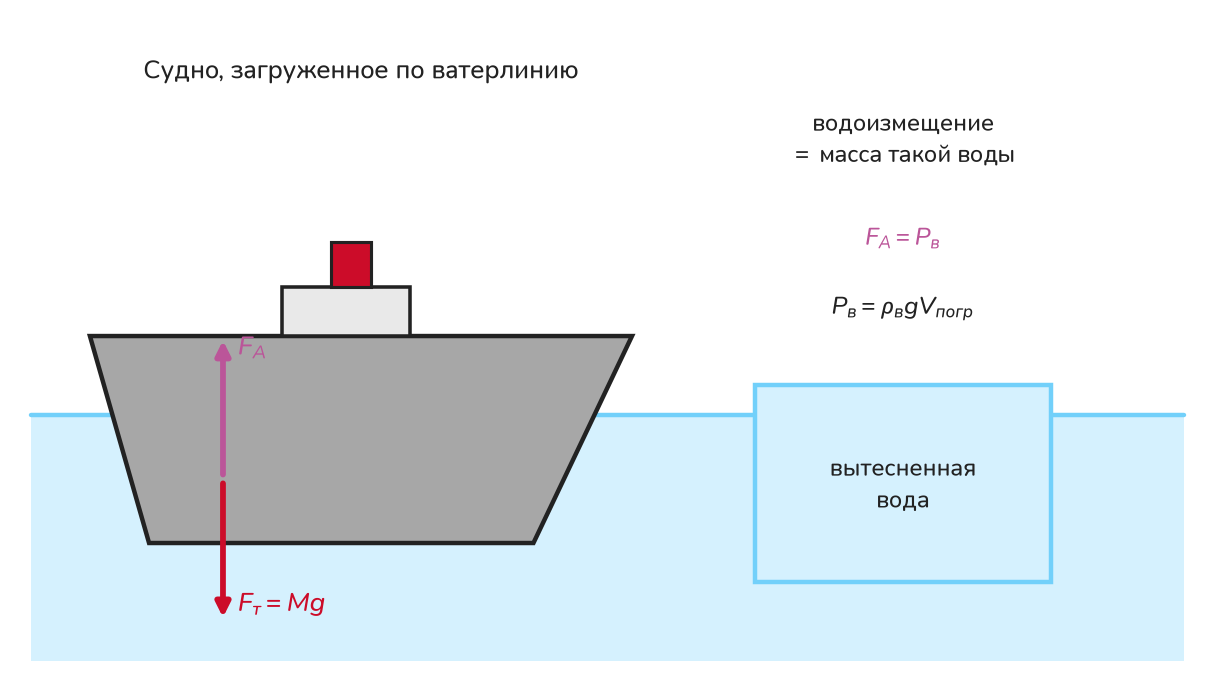 Судно, загруженное по ватерлинию
водоизмещение
= масса такой воды
F_A = P_в
P_в = ρ_в g V_погр
F_A
вытесненная
вода
F_т = Mg